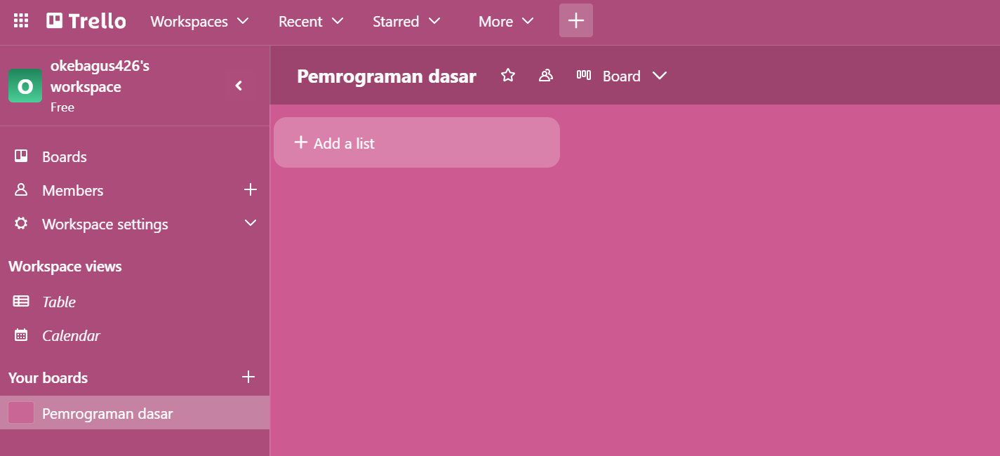 Trello
Workspaces
Recent
Starred
More
okebagus426's
workspace
Free
O
Pemrograman dasar
Board
Add a list
Boards
Members
Workspace settings
Workspace views
Table
Calendar
Your boards
Pemrograman dasar